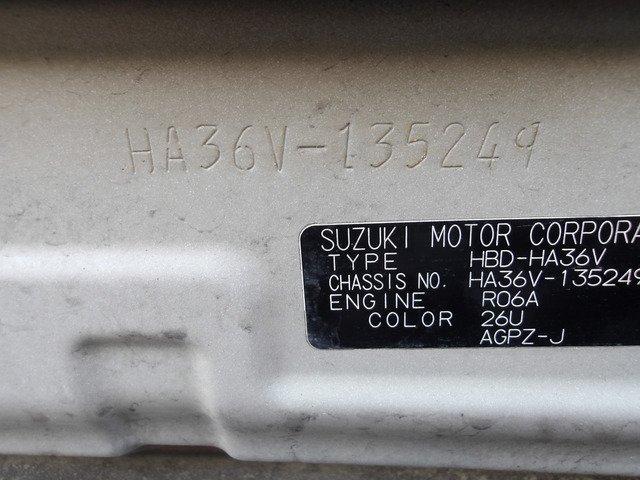 HA36V-135249
SUZUKI MOTOR CORPORA
TYPE HBD-HA36V
CHASSIS NO. HA36V-135249
ENGINE R06A
COLOR 26U
AGPZ-J